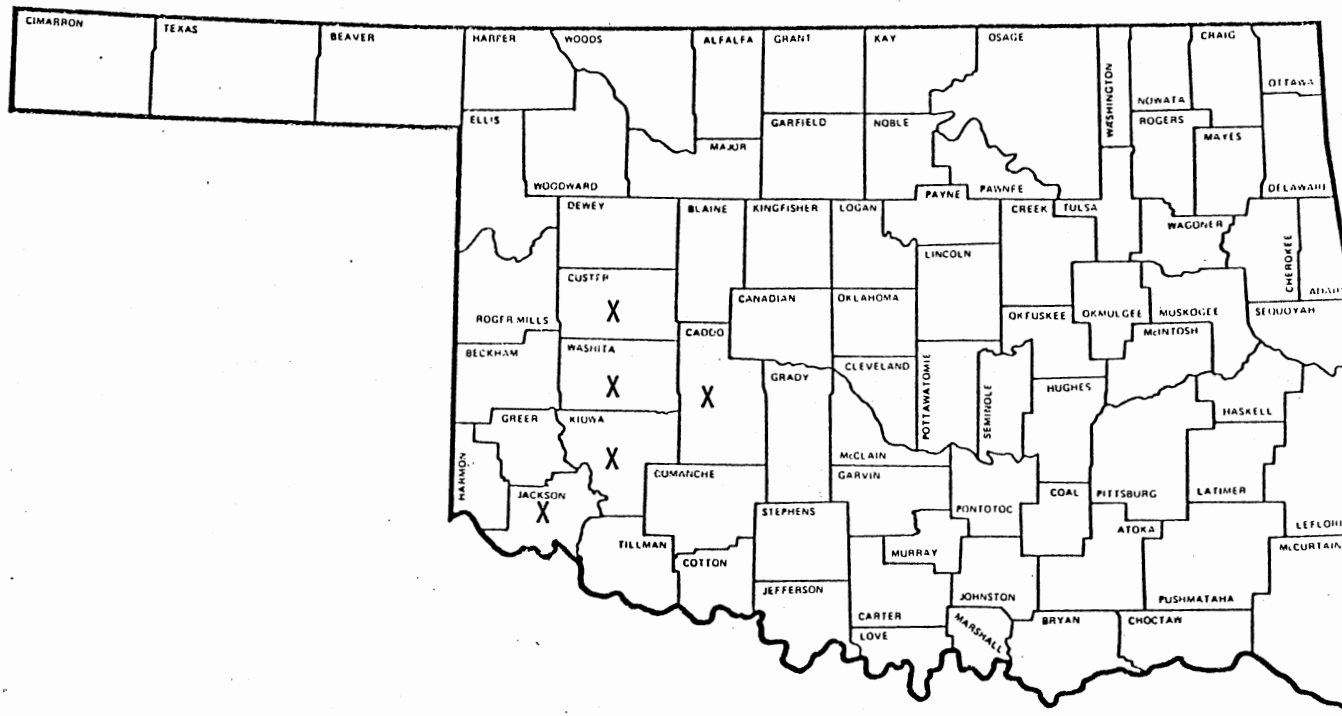 CIMARRON
TEXAS
BEAVER
HARPER
WOODS
ALFALFA
GRANT
KAY
OSAGE
WASHINGTON
NOWATA
CRAIG
OTTAWA
ELLIS
WOODWARD
MAJOR
GARFIELD
NOBLE
ROGERS
MAYES
DELAWARE
PAYNE
PAWNEE
DEWEY
BLAINE
KINGFISHER
LOGAN
CREEK
TULSA
WAGONER
CHEROKEE
LINCOLN
CUSTER
X
ROGER MILLS
CANADIAN
OKLAHOMA
OKFUSKEE
OKMULGEE
MUSKOGEE
SEQUOYAH
MCINTOSH
BECKHAM
WASHITA
X
CADDO
X
GRADY
CLEVELAND
POTTAWATOMIE
SEMINOLE
HUGHES
HASKELL
GREER
KIOWA
X
HARMON
JACKSON
X
COMANCHE
McCLAIN
GARVIN
STEPHENS
PONTOTOC
COAL
PITTSBURG
LATIMER
ATOKA
LEFLORE
McCURTAIN
TILLMAN
COTTON
MURRAY
JEFFERSON
JOHNSTON
PUSHMATAHA
CARTER
LOVE
MARSHALL
BRYAN
CHOCTAW